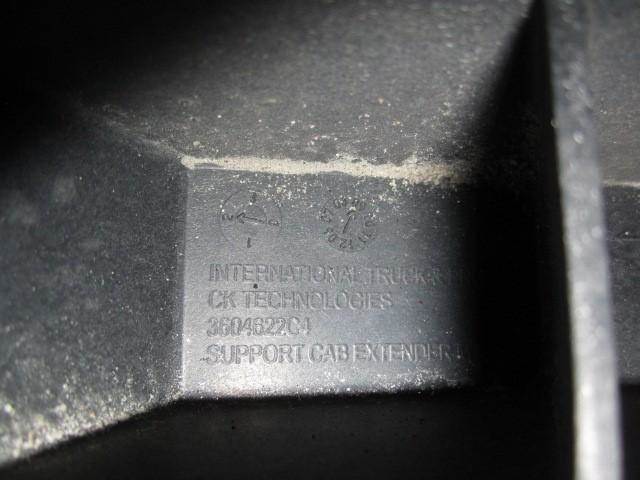 INTERNATIONAL TRUCK &
CK TECHNOLOGIES
3604622C4
SUPPORT CAB EXTENDER